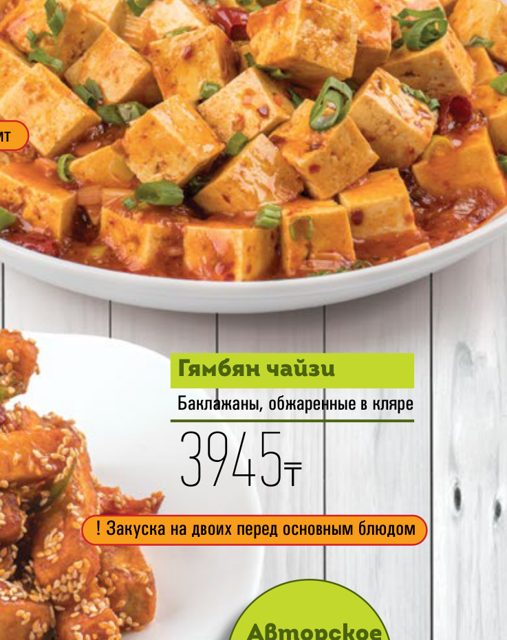 ит
Гямбян чайзи
Баклажаны, обжаренные в кляре
3945₸
! Закуска на двоих перед основным блюдом
Авторское